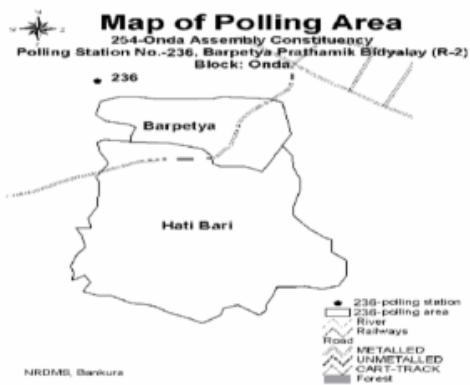 Map of Polling Area
254-Onda Assembly Constituency
Polling Station No.-236, Barpetya Prathamik Bidyalay (R-2)
Block: Onda
236
Barpetya
Hati Bari
236-polling station
236-polling area
River
Railways
Road
METALLED
UNMETALLED
CART-TRACK
Forest
NRDMS, Bankura